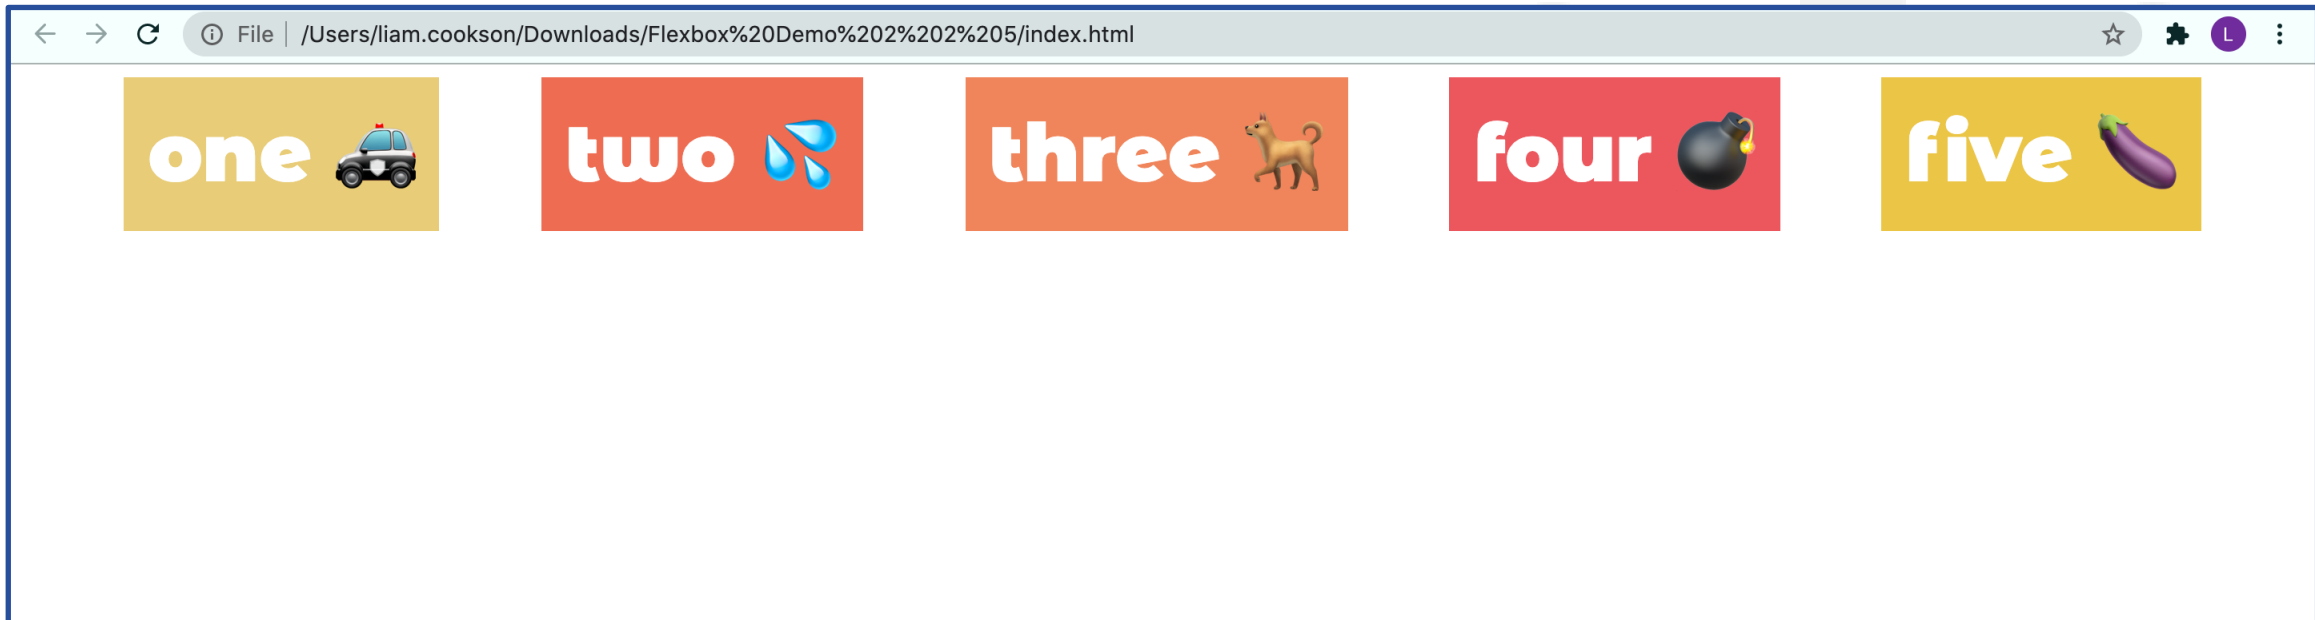 File /Users/liam.cookson/Downloads/Flexbox%20Demo%202%202%205/index.html L
one two three four five